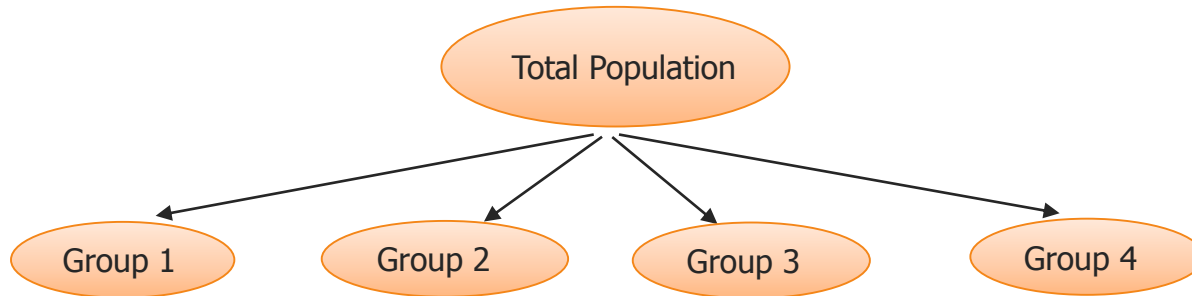 Total Population
Group 1
Group 2
Group 3
Group 4